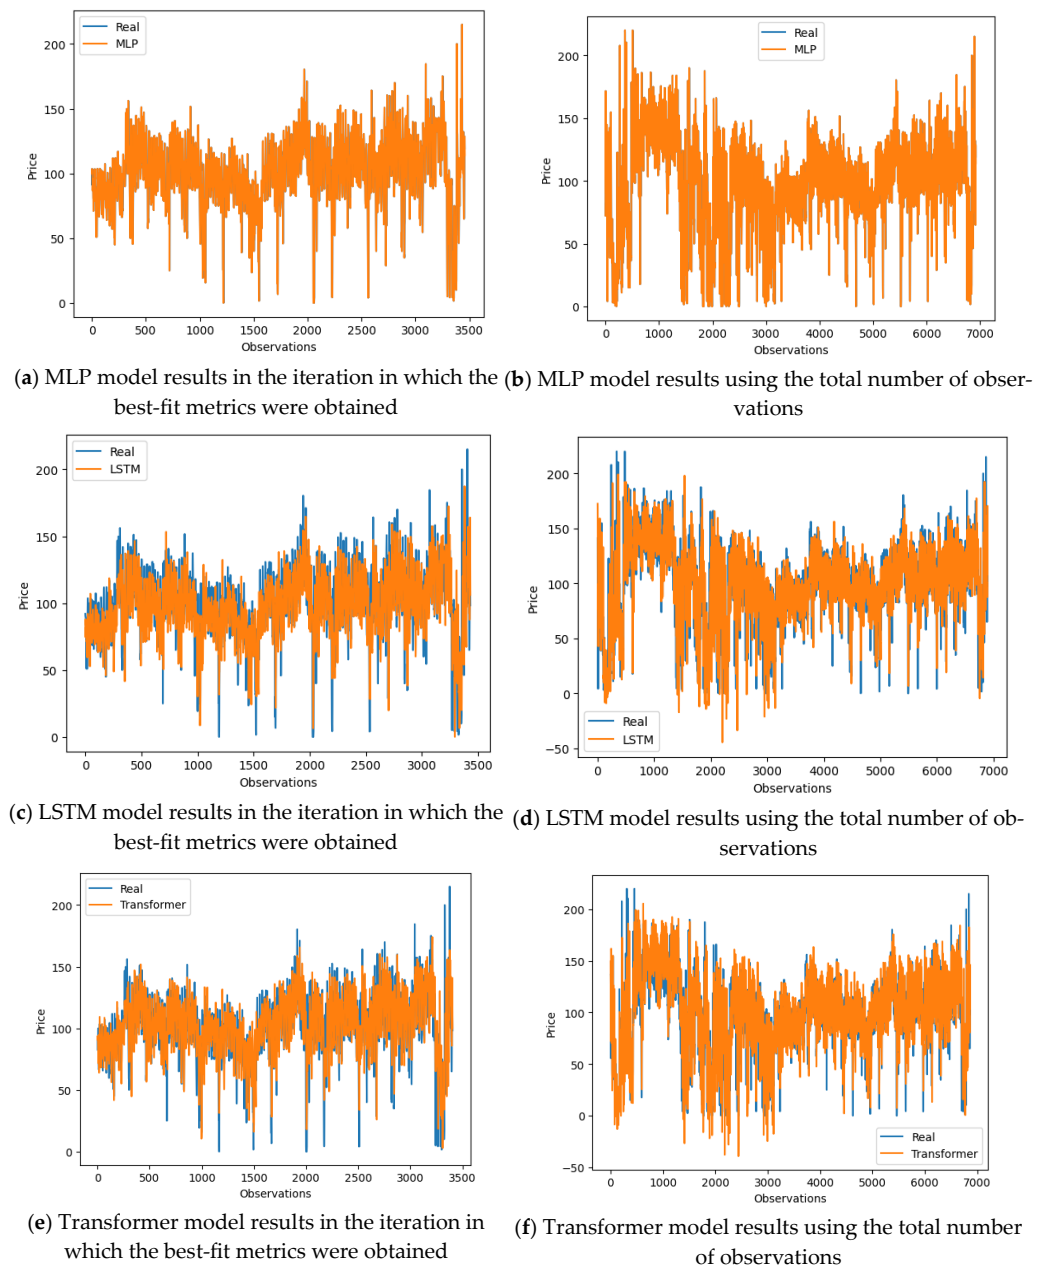 Real
MLP
200
150
100
50
0
Price
0 500 1000 1500 2000 2500 3000 3500
Observations
(a) MLP model results in the iteration in which the
best-fit metrics were obtained
Real
MLP
200
150
100
50
0
Price
0 1000 2000 3000 4000 5000 6000 7000
Observations
(b) MLP model results using the total number of obser-
vations
Real
LSTM
200
150
100
50
0
Price
0 500 1000 1500 2000 2500 3000 3500
Observations
(c) LSTM model results in the iteration in which the
best-fit metrics were obtained
200
150
100
50
0
−50
Price
Real
LSTM
0 1000 2000 3000 4000 5000 6000 7000
Observations
(d) LSTM model results using the total number of ob-
servations
Real
Transformer
200
150
100
50
0
Price
0 500 1000 1500 2000 2500 3000 3500
Observations
(e) Transformer model results in the iteration in
which the best-fit metrics were obtained
200
150
100
50
0
−50
Price
Real
Transformer
0 1000 2000 3000 4000 5000 6000 7000
Observations
(f) Transformer model results using the total number
of observations